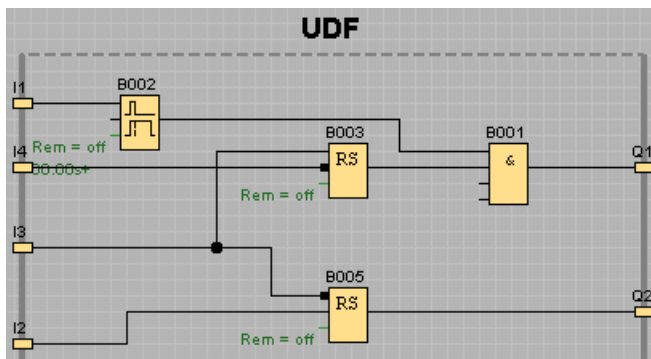 UDF
I1
B002
Rem = off
00.00s+
I4
B003
RS
Rem = off
B001
&
Q1
I3
B005
RS
Rem = off
Q2
I2